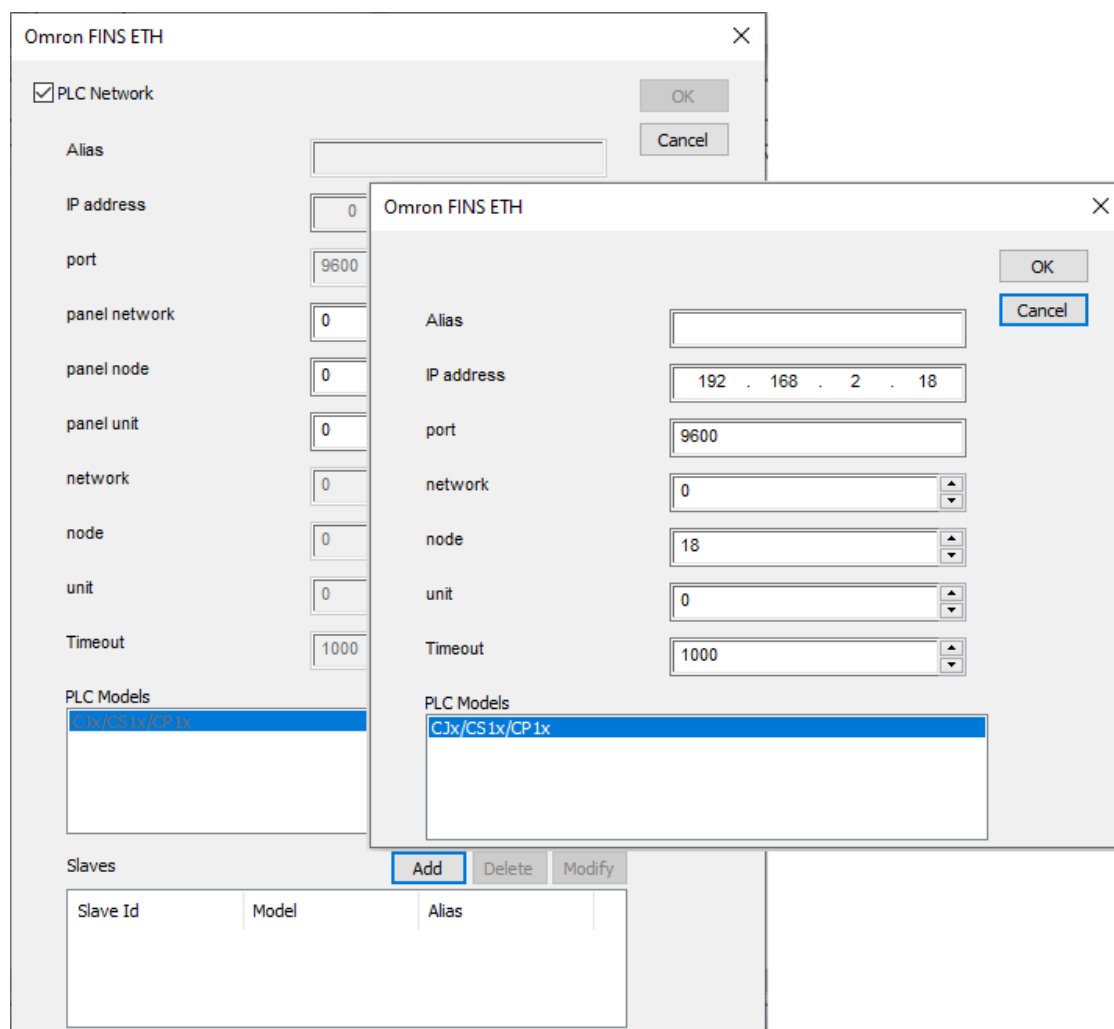 Omron FINS ETH
PLC Network
OK
Cancel
Alias
IP address 0
port 9600
panel network 0
panel node 0
panel unit 0
network 0
node 0
unit 0
Timeout 1000
PLC Models
CJx/CS1x/CP1x
Slaves Add Delete Modify
Slave Id Model Alias
Omron FINS ETH
OK
Cancel
Alias
IP address 192 . 168 . 2 . 18
port 9600
network 0
node 18
unit 0
Timeout 1000
PLC Models
CJx/CS1x/CP1x